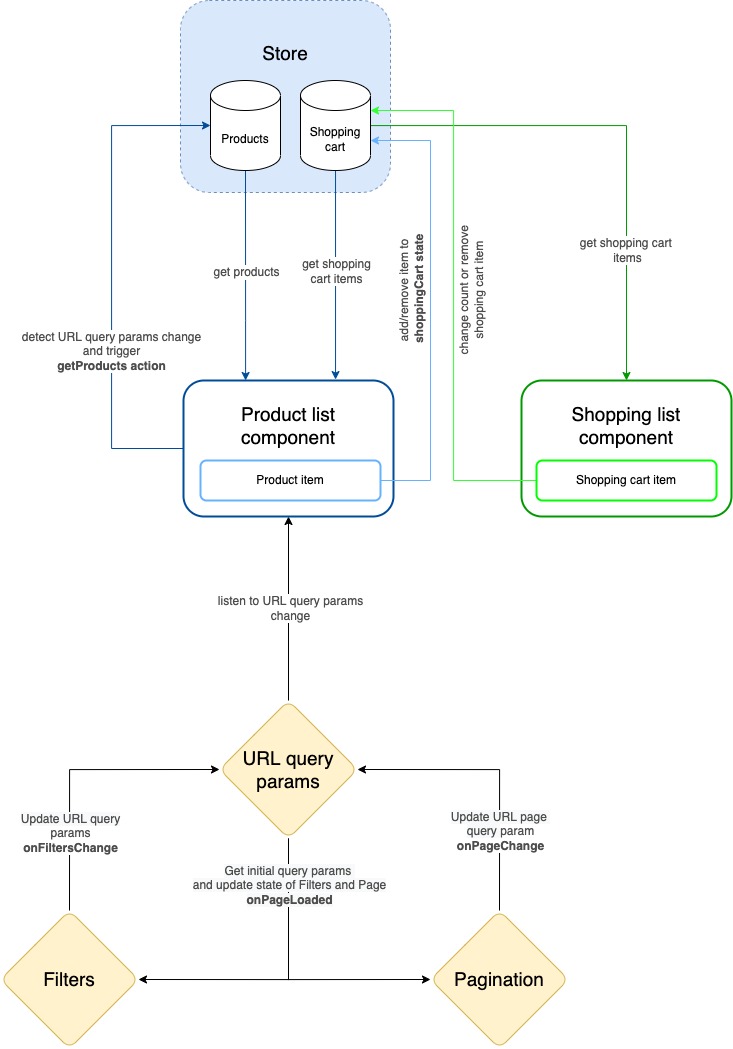 Store
Products
Shopping
cart
get products
get shopping
cart items
add/remove item to
shoppingCart state
change count or remove
shopping cart item
get shopping cart
items
detect URL query params change
and trigger
getProducts action
Product list
component
Product item
Shopping list
component
Shopping cart item
listen to URL query params
change
URL query
params
Update URL query
params
onFiltersChange
Update URL page
query param
onPageChange
Get initial query params
and update state of Filters and Page
onPageLoaded
Filters
Pagination